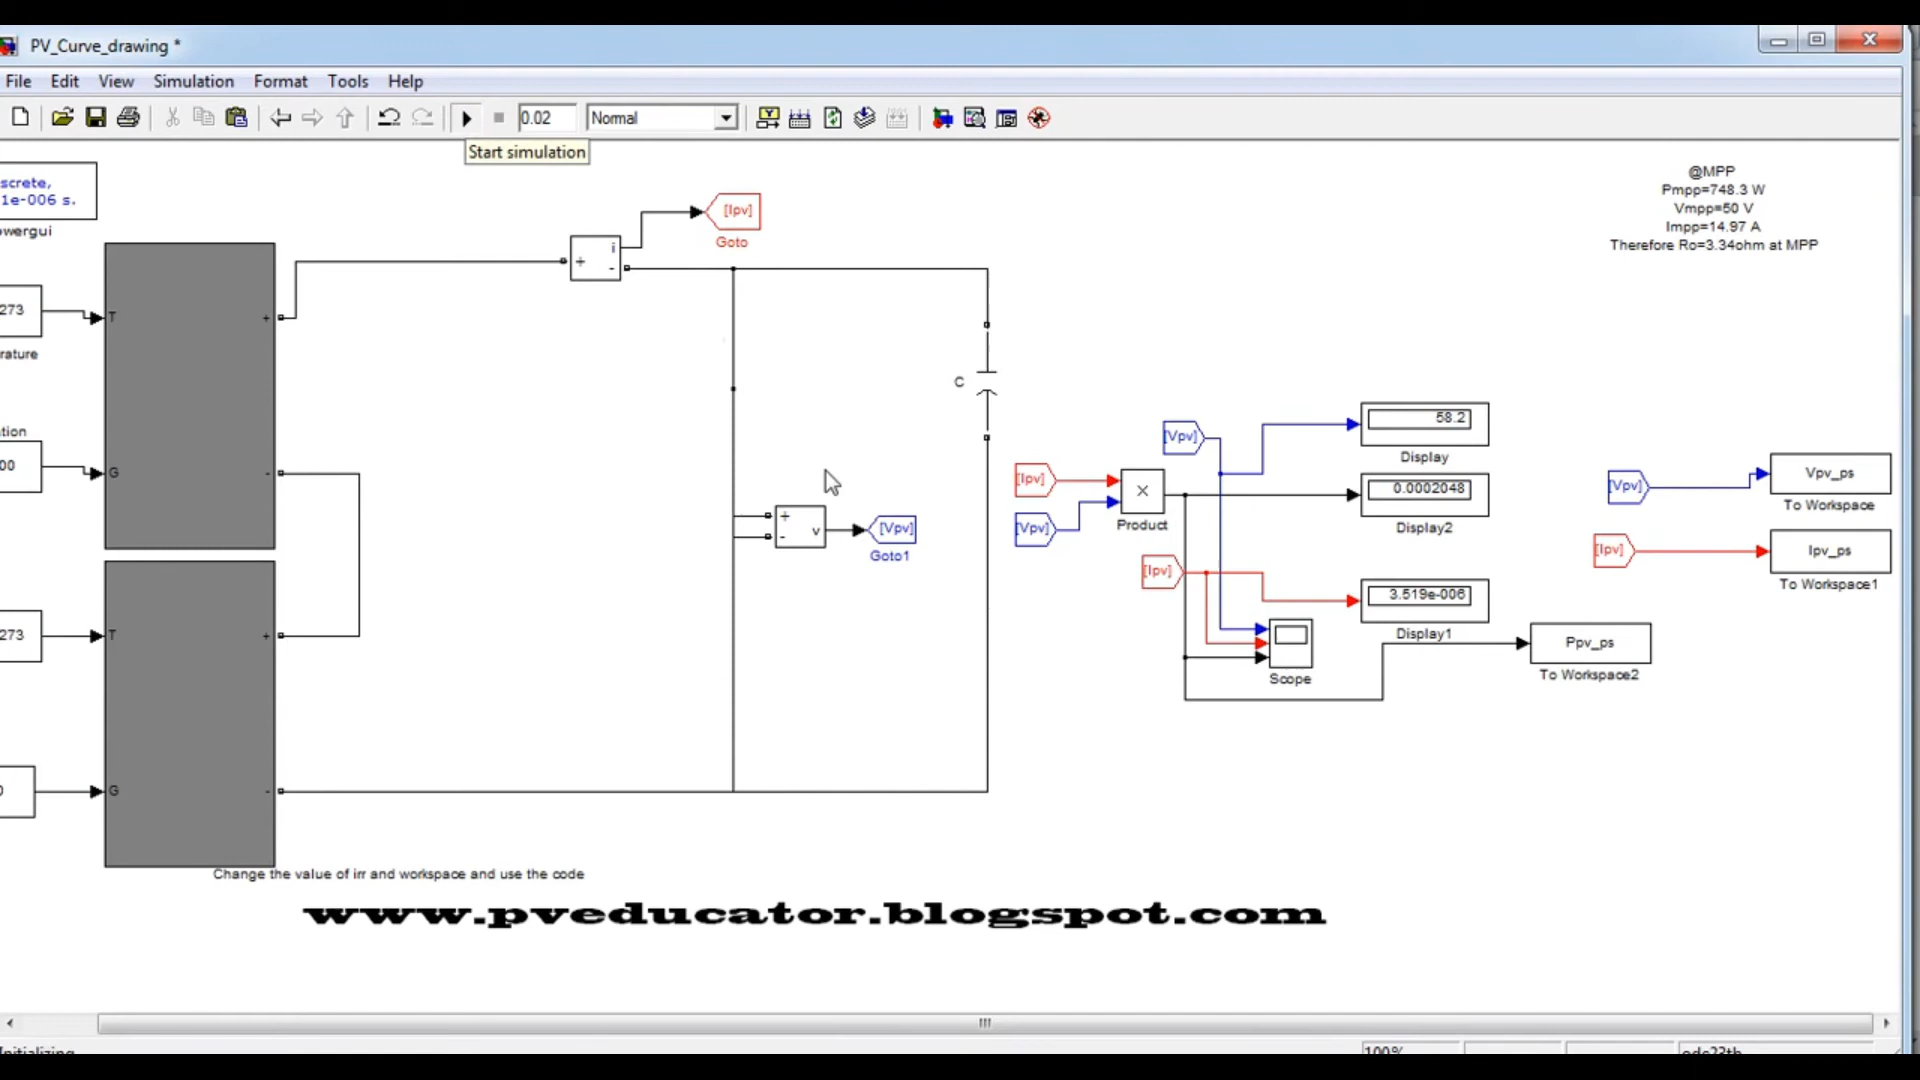 PV_Curve_drawing *
File Edit View Simulation Format Tools Help
0.02 Normal
Start simulation
screte,
1e-006 s.
owergui
@MPP
Pmpp=748.3 W
Vmpp=50 V
Impp=14.97 A
Therefore Ro=3.34ohm at MPP
[Ipv]
Goto
i
+
-
273
T
+
rature
C
tion
00
G
-
[Vpv]
58.2
Display
[Ipv]
×
0.0002048
[Vpv]
Product
Display2
[Vpv]
Vpv_ps
To Workspace
+
-
v
[Vpv]
Goto1
[Ipv]
3.519e-006
Display1
[Ipv]
Ipv_ps
To Workspace1
Scope
Ppv_ps
To Workspace2
273
T
+
0
G
-
Change the value of irr and workspace and use the code
www.pveducator.blogspot.com
100%